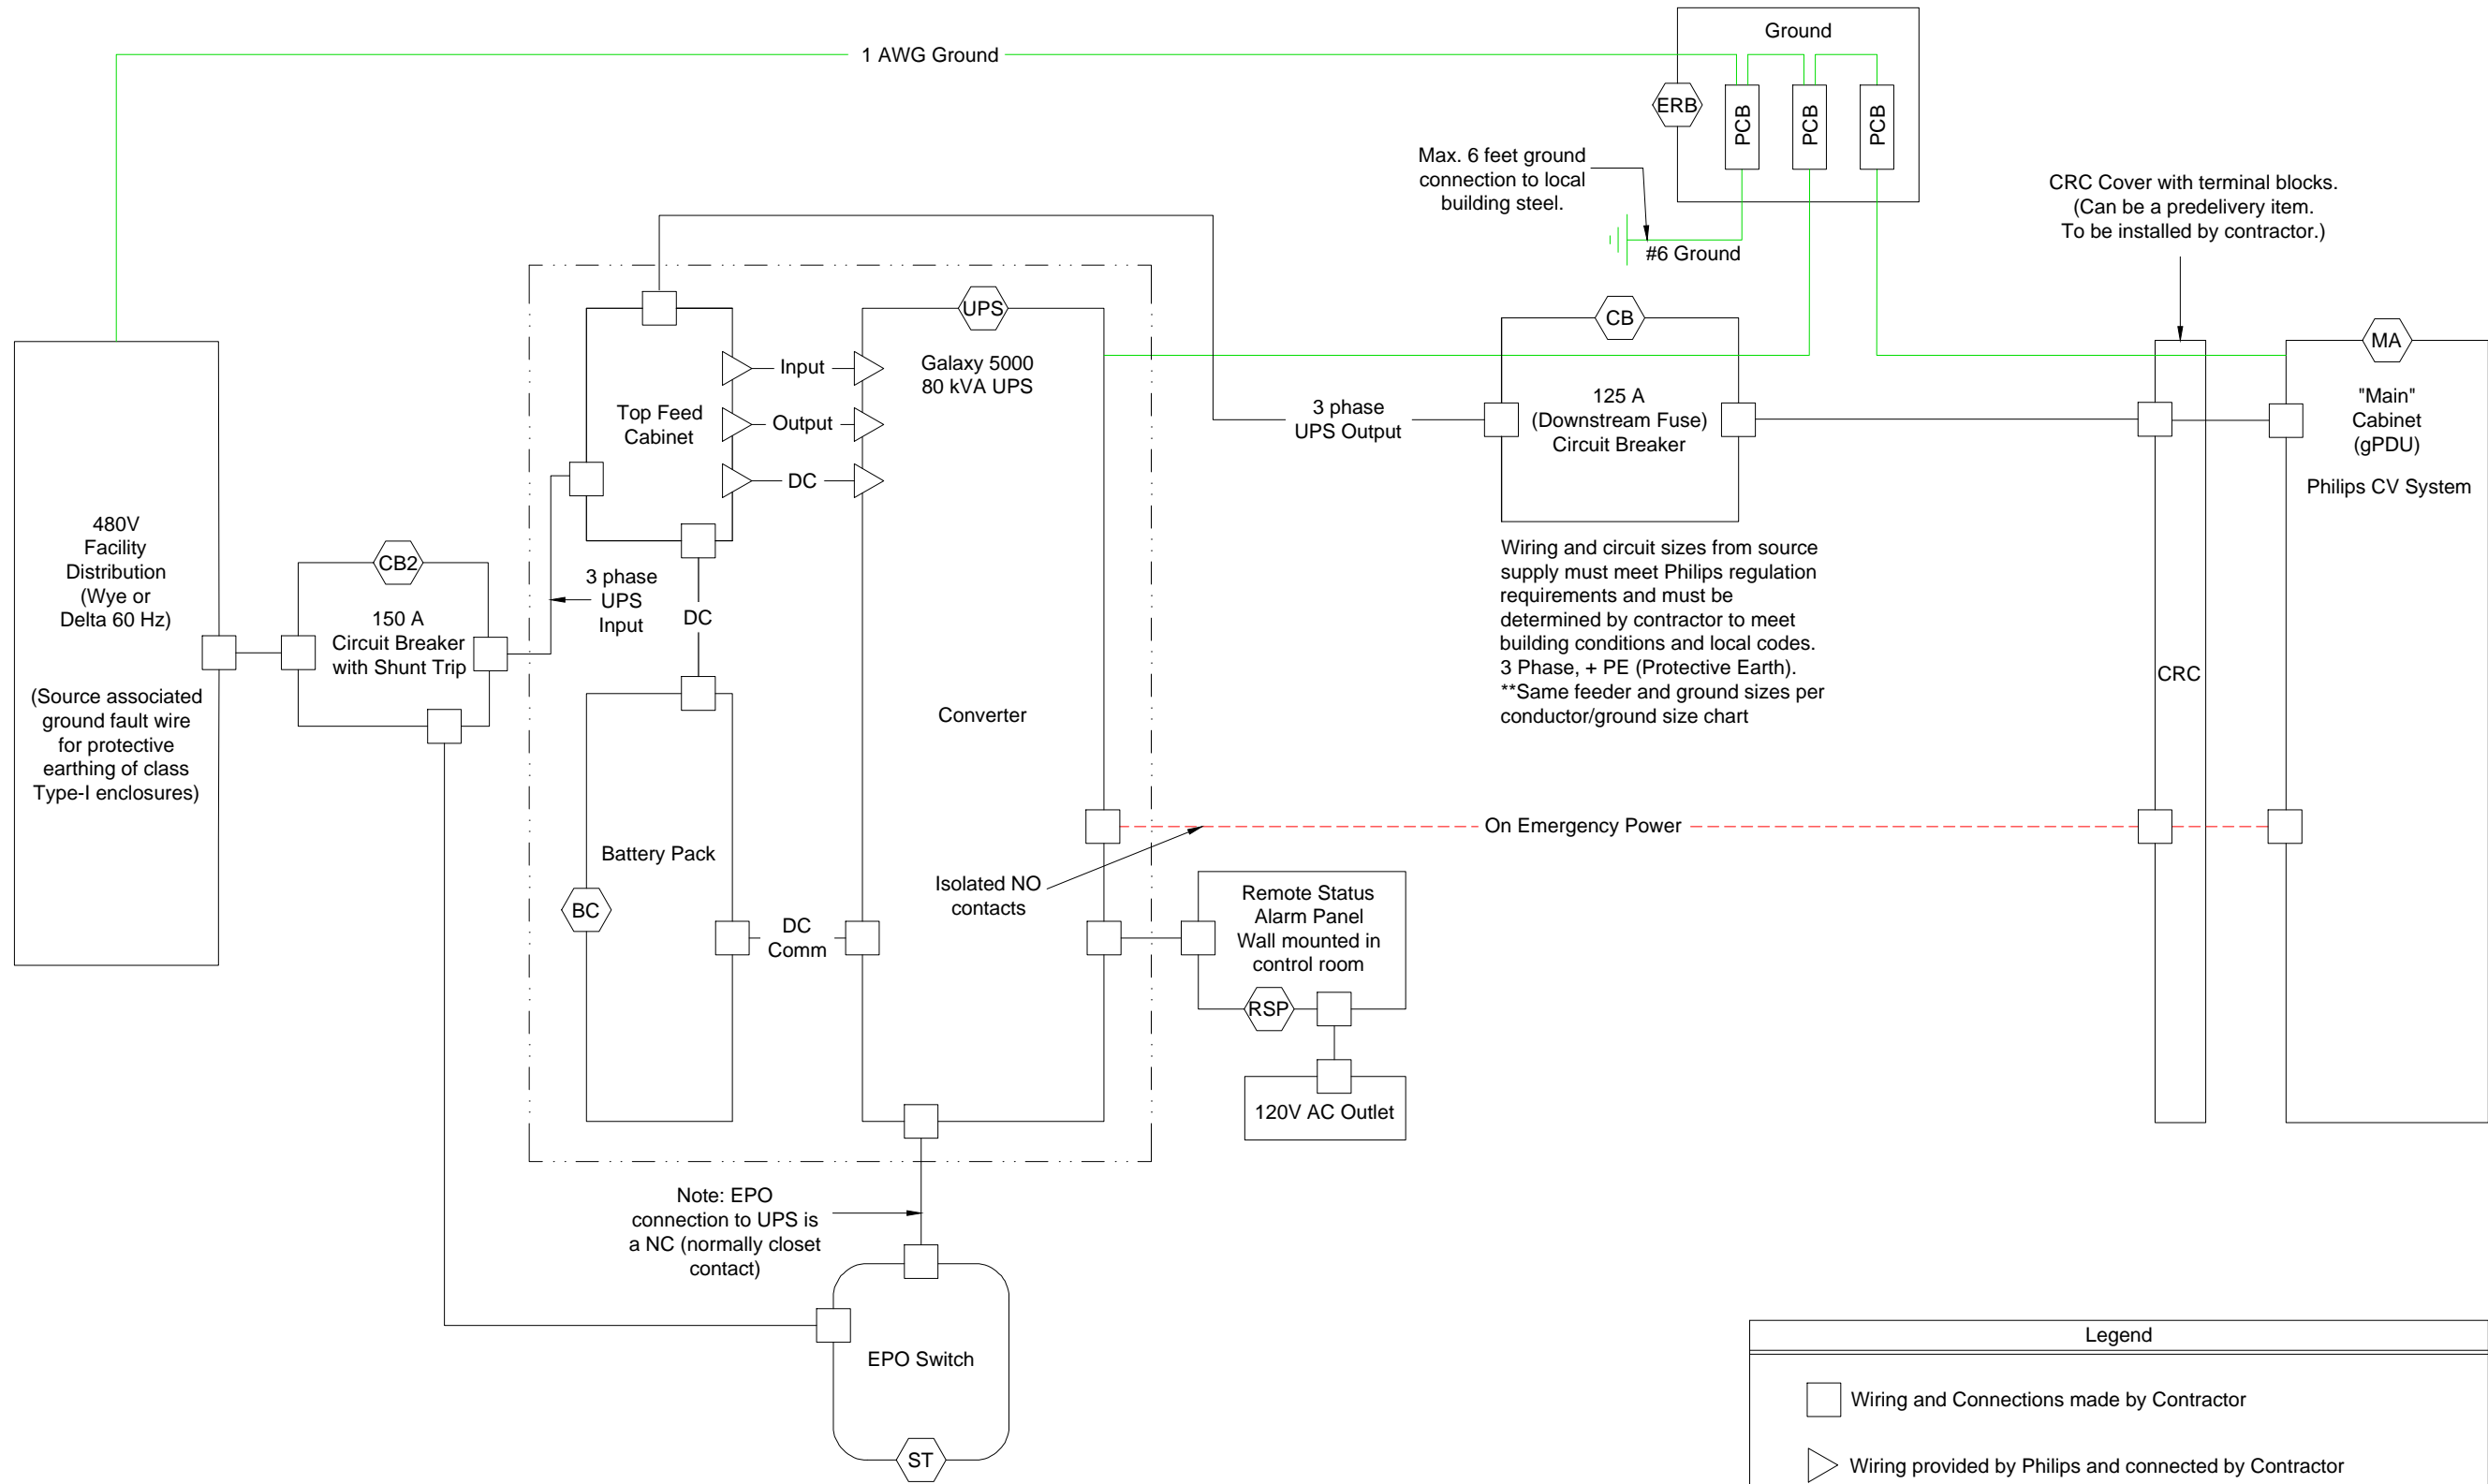 1 AWG Ground
Ground
ERB
PCB
PCB
PCB
Max. 6 feet ground
connection to local
building steel.
#6 Ground
CRC Cover with terminal blocks.
(Can be a predelivery item.
To be installed by contractor.)
480V
Facility
Distribution
(Wye or
Delta 60 Hz)
(Source associated
ground fault wire
for protective
earthing of class
Type-I enclosures)
CB2
150 A
Circuit Breaker
with Shunt Trip
3 phase
UPS
Input
Top Feed
Cabinet
Input
Output
DC
DC
UPS
Galaxy 5000
80 kVA UPS
Converter
Battery Pack
BC
DC
Comm
Isolated NO
contacts
3 phase
UPS Output
CB
125 A
(Downstream Fuse)
Circuit Breaker
Wiring and circuit sizes from source
supply must meet Philips regulation
requirements and must be
determined by contractor to meet
building conditions and local codes.
3 Phase, + PE (Protective Earth).
**Same feeder and ground sizes per
conductor/ground size chart
CRC
MA
"Main"
Cabinet
(gPDU)
Philips CV System
On Emergency Power
Remote Status
Alarm Panel
Wall mounted in
control room
RSP
120V AC Outlet
Note: EPO
connection to UPS is
a NC (normally closet
contact)
EPO Switch
ST
Legend
Wiring and Connections made by Contractor
Wiring provided by Philips and connected by Contractor